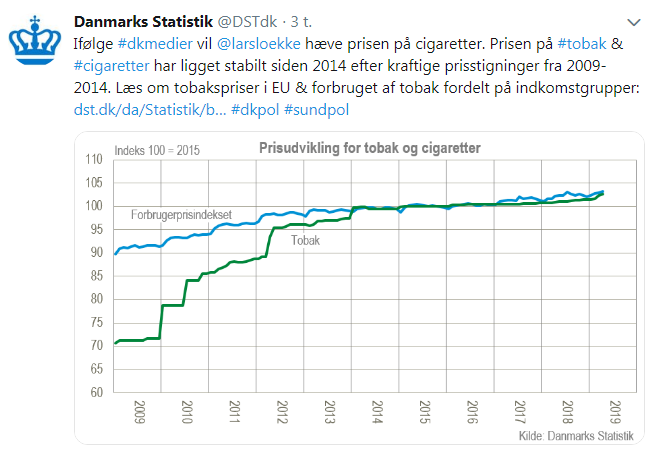 Danmarks Statistik @DSTdk · 3 t.
Ifølge #dkmedier vil @larsloekke hæve prisen på cigaretter. Prisen på #tobak &
#cigaretter har ligget stabilt siden 2014 efter kraftige prisstigninger fra 2009-
2014. Læs om tobakspriser i EU & forbruget af tobak fordelt på indkomstgrupper:
dst.dk/da/Statistik/b... #dkpol #sundpol
Prisudvikling for tobak og cigaretter
Indeks 100 = 2015
110
105
100
95
90
85
80
75
70
65
60
Forbrugerprisindekset
Tobak
2009
2010
2011
2012
2013
2014
2015
2016
2017
2018
2019
Kilde: Danmarks Statistik